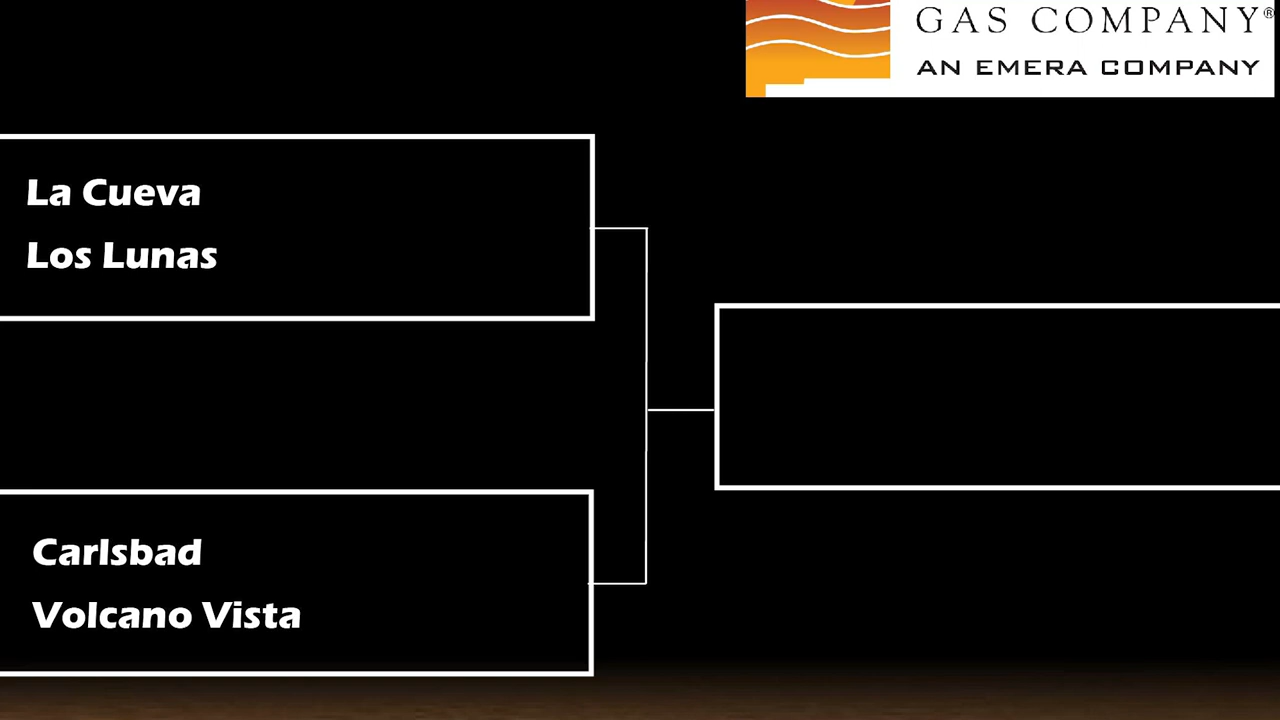 GAS COMPANY®
AN EMERA COMPANY
La Cueva
Los Lunas
Carlsbad
Volcano Vista